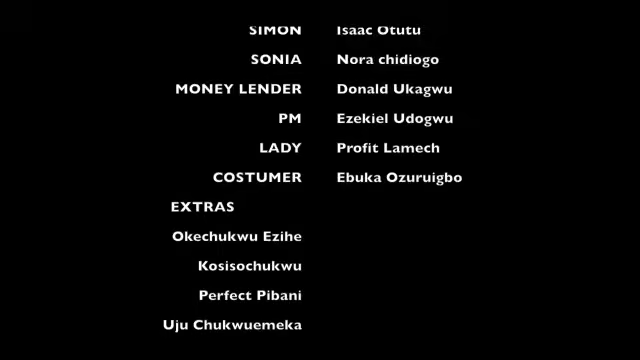 SIMON Isaac Otutu
SONIA Nora chidiogo
MONEY LENDER Donald Ukagwu
PM Ezekiel Udogwu
LADY Profit Lamech
COSTUMER Ebuka Ozuruigbo
EXTRAS
Okechukwu Ezihe
Kosisochukwu
Perfect Pibani
Uju Chukwuemeka